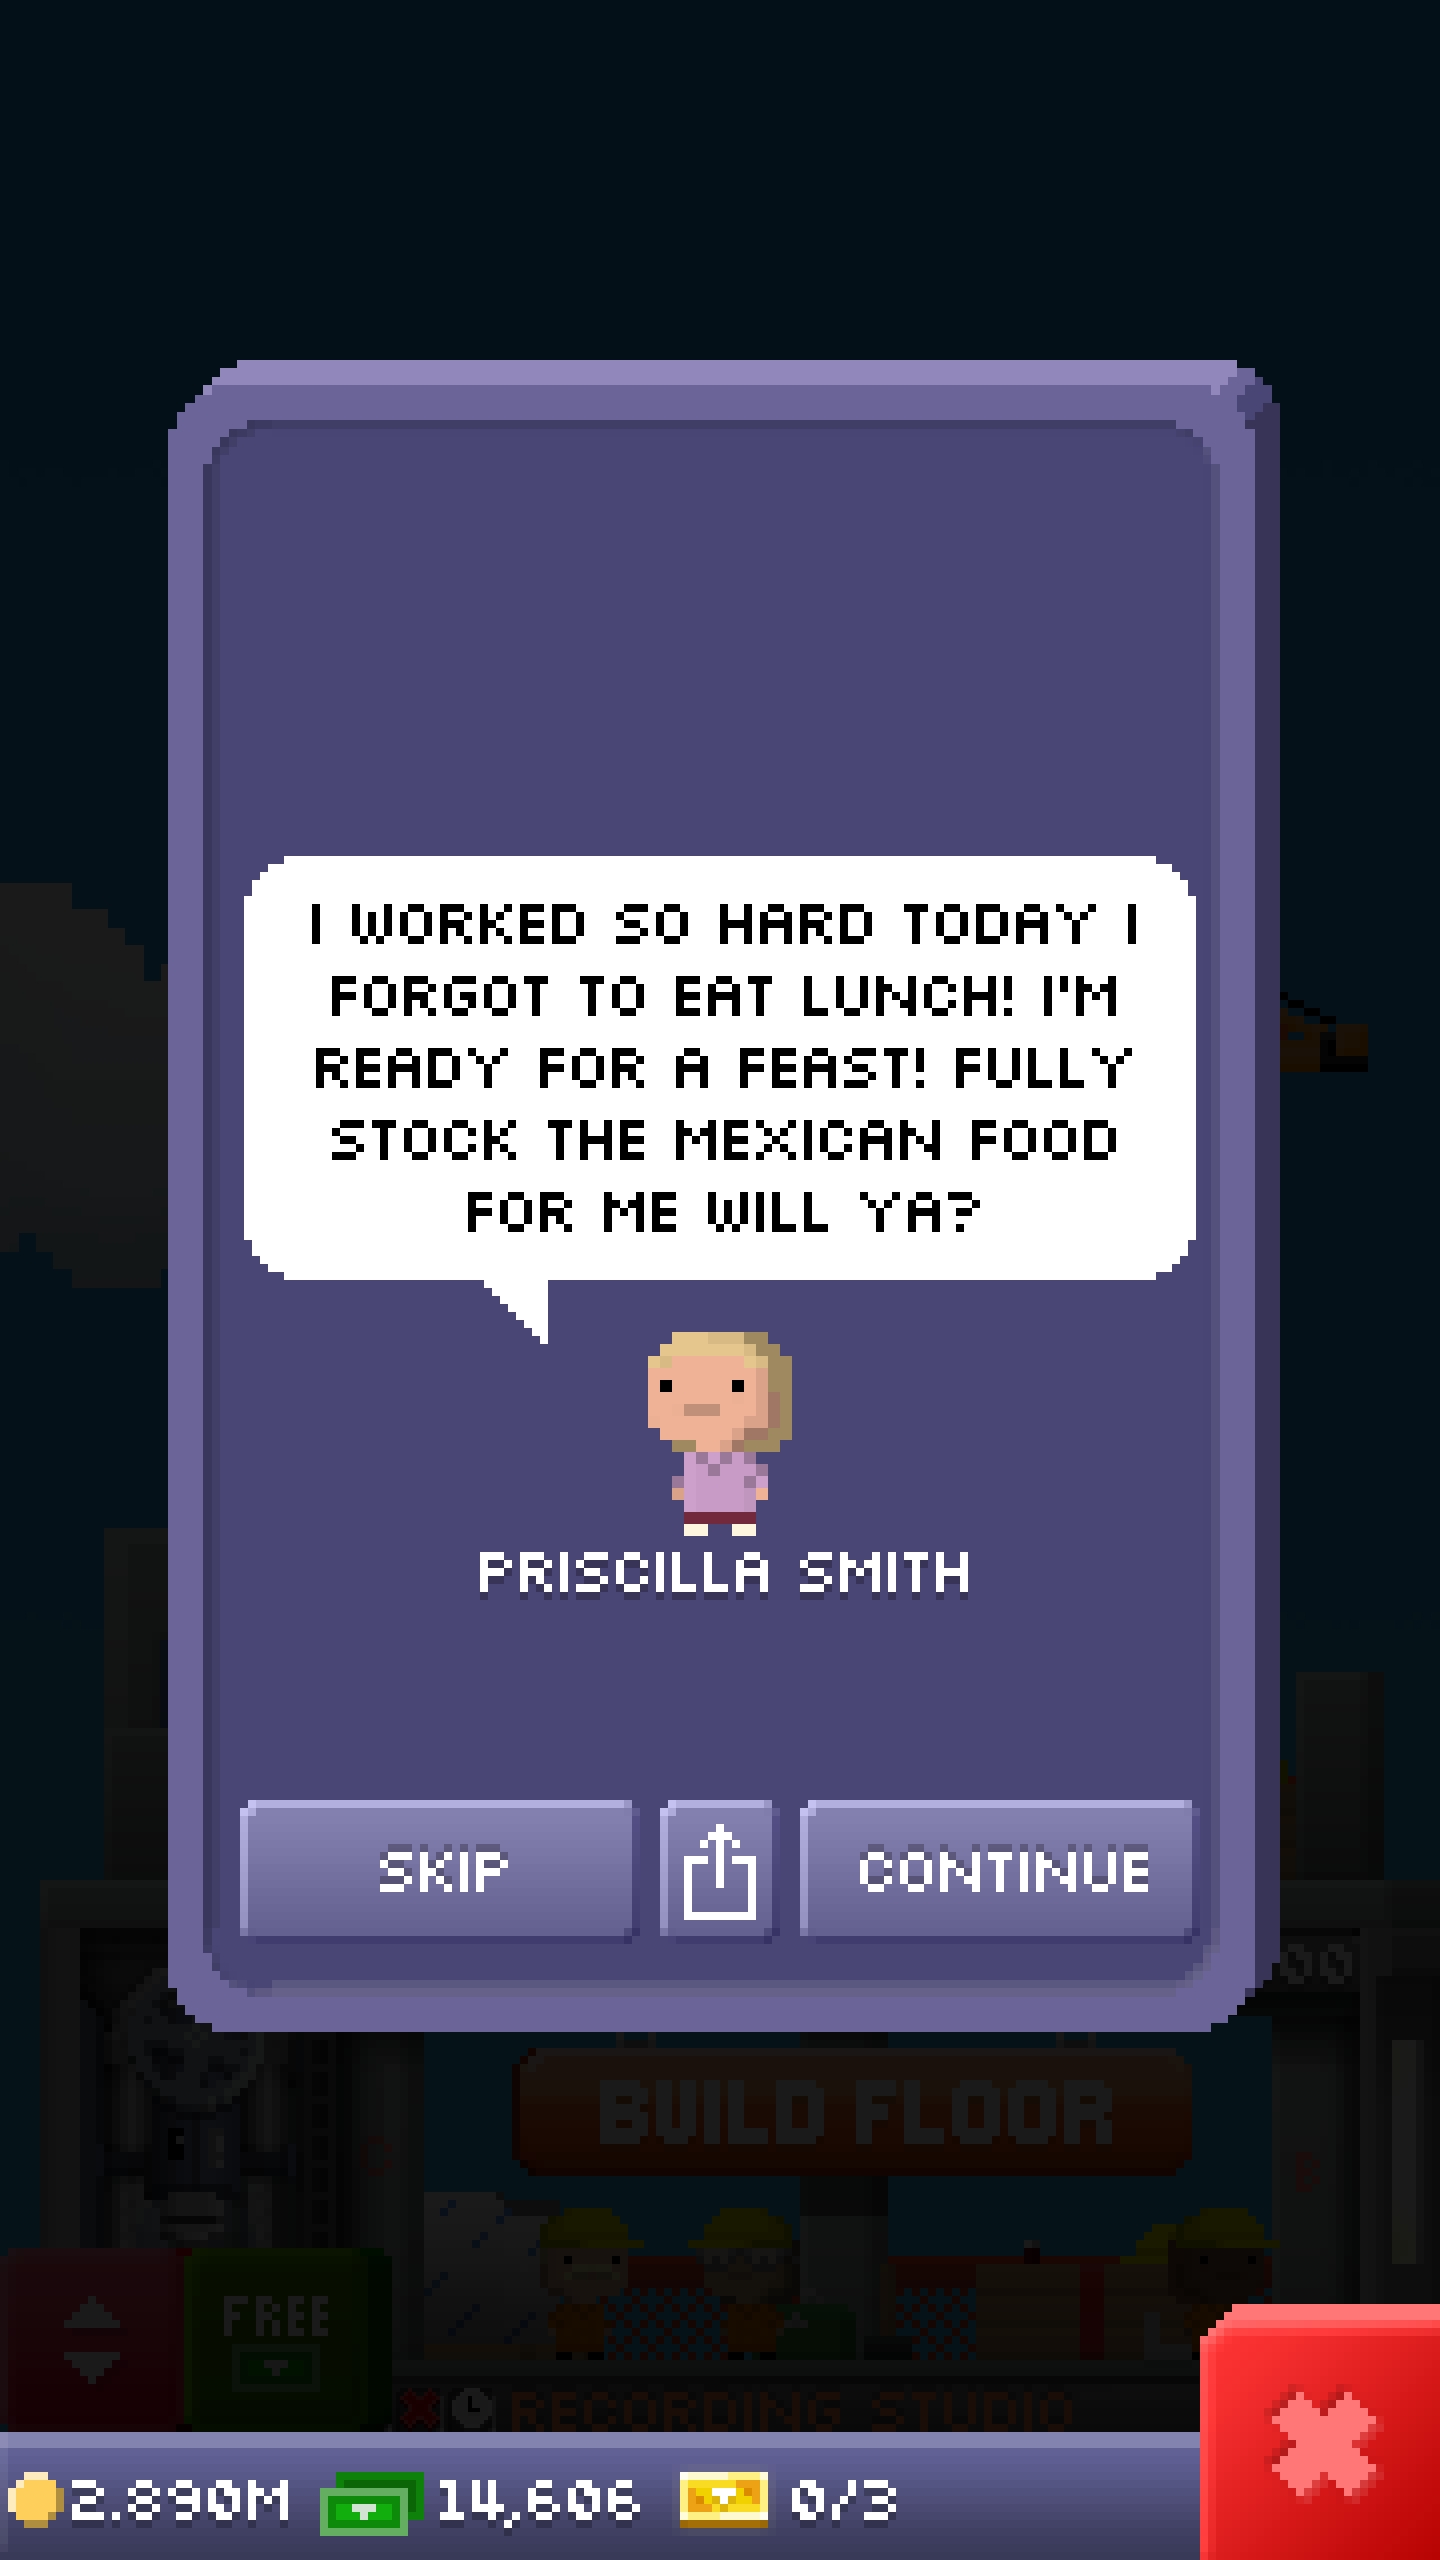 I WORKED SO HARD TODAY I
FORGOT TO EAT LUNCH! I'M
READY FOR A FEAST! FULLY
STOCK THE MEXICAN FOOD
FOR ME WILL YA?
PRISCILLA SMITH
SKIP
CONTINUE
00
BUILD FLOOR
C
B
FREE
RECORDING STUDIO
2.890M
14,606
0/3